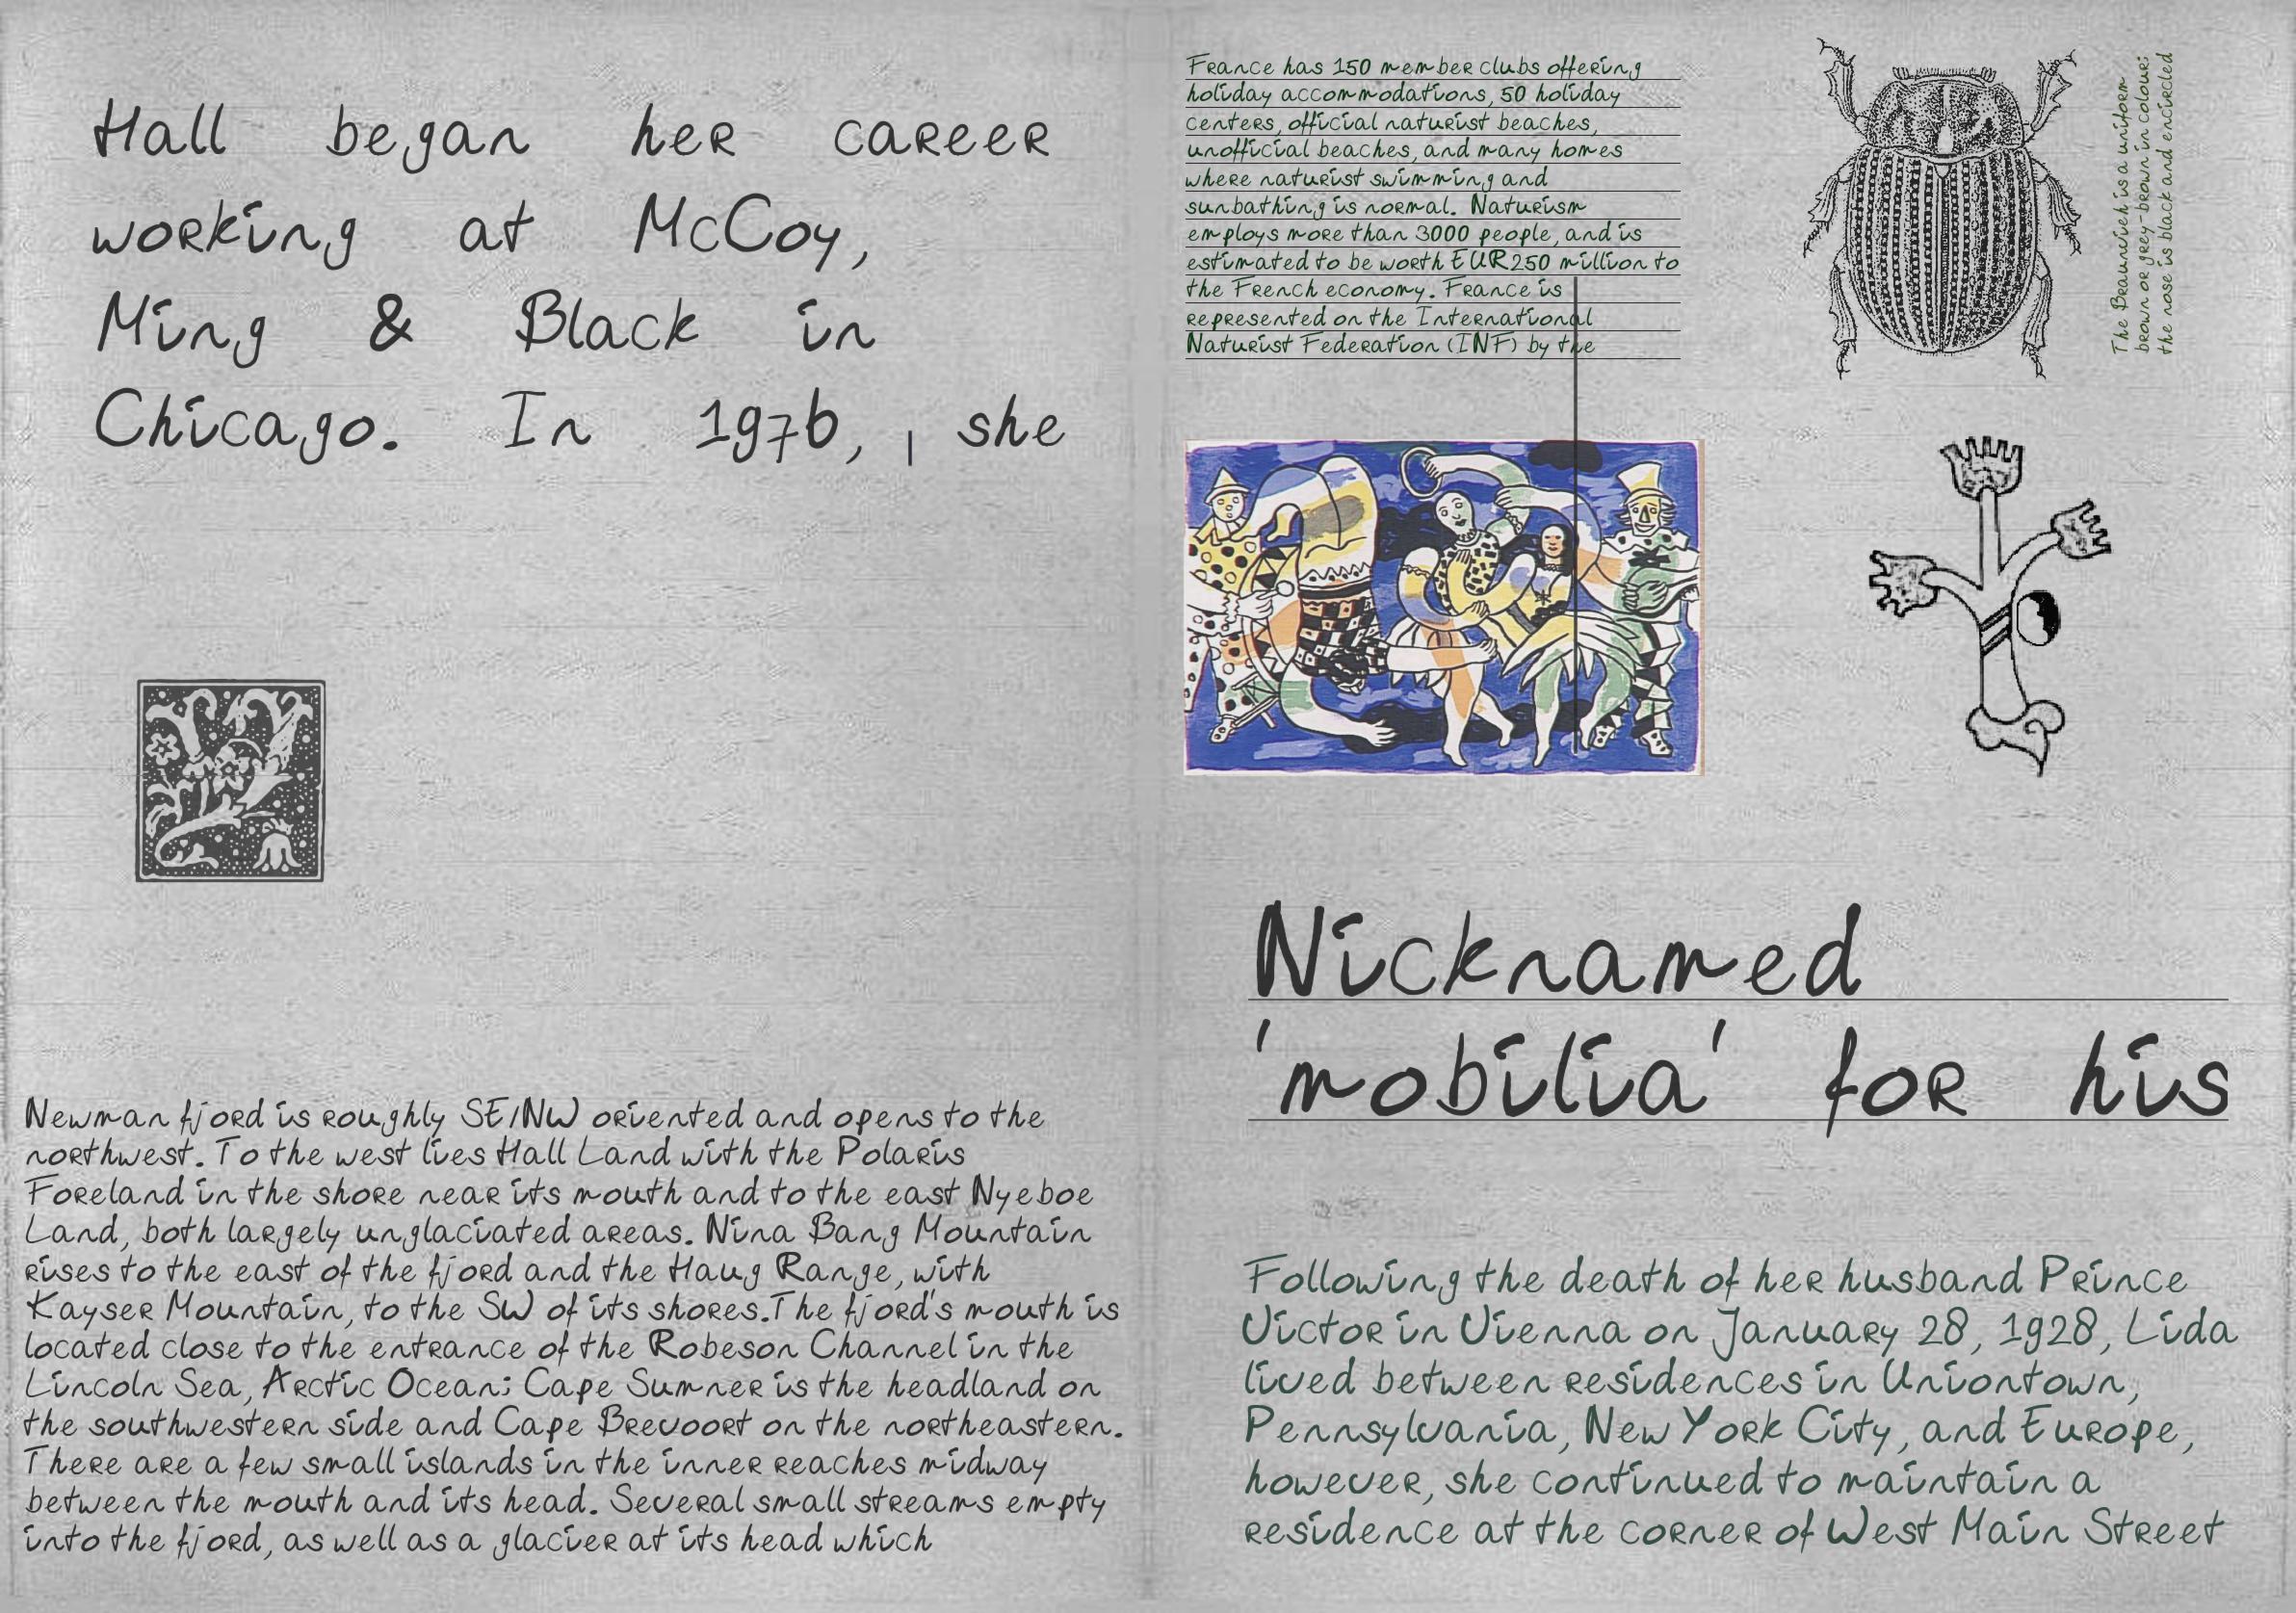 Hall began her career
working at McCoy,
Ming & Black in
Chicago. In 1976, she
Newman fjord is roughly SE/NW oriented and opens to the
northwest. To the west lies Hall Land with the Polaris
Foreland in the shore near its mouth and to the east Nyeboe
Land, both largely unglaciated areas. Nina Bang Mountain
rises to the east of the fjord and the Haug Range, with
Kayser Mountain, to the SW of its shores.The fjord's mouth is
located close to the entrance of the Robeson Channel in the
Lincoln Sea, Arctic Ocean; Cape Sumner is the headland on
the southwestern side and Cape Brevoort on the northeastern.
There are a few small islands in the inner reaches midway
between the mouth and its head. Several small streams empty
into the fjord, as well as a glacier at its head which
France has 150 member clubs offering
holiday accommodations, 50 holiday
centers, official naturist beaches,
unofficial beaches, and many homes
where naturist swimming and
sunbathing is normal. Naturism
employs more than 3000 people, and is
estimated to be worth EUR250 million to
the French economy. France is
represented on the International
Naturist Federation (INF) by the
The Braunvieh is a uniform
brown or grey-brown in colour;
the nose is black and encircled
Nicknamed
'mobilia' for his
Following the death of her husband Prince
Victor in Vienna on January 28, 1928, Lida
lived between residences in Uniontown,
Pennsylvania, New York City, and Europe,
however, she continued to maintain a
residence at the corner of West Main Street